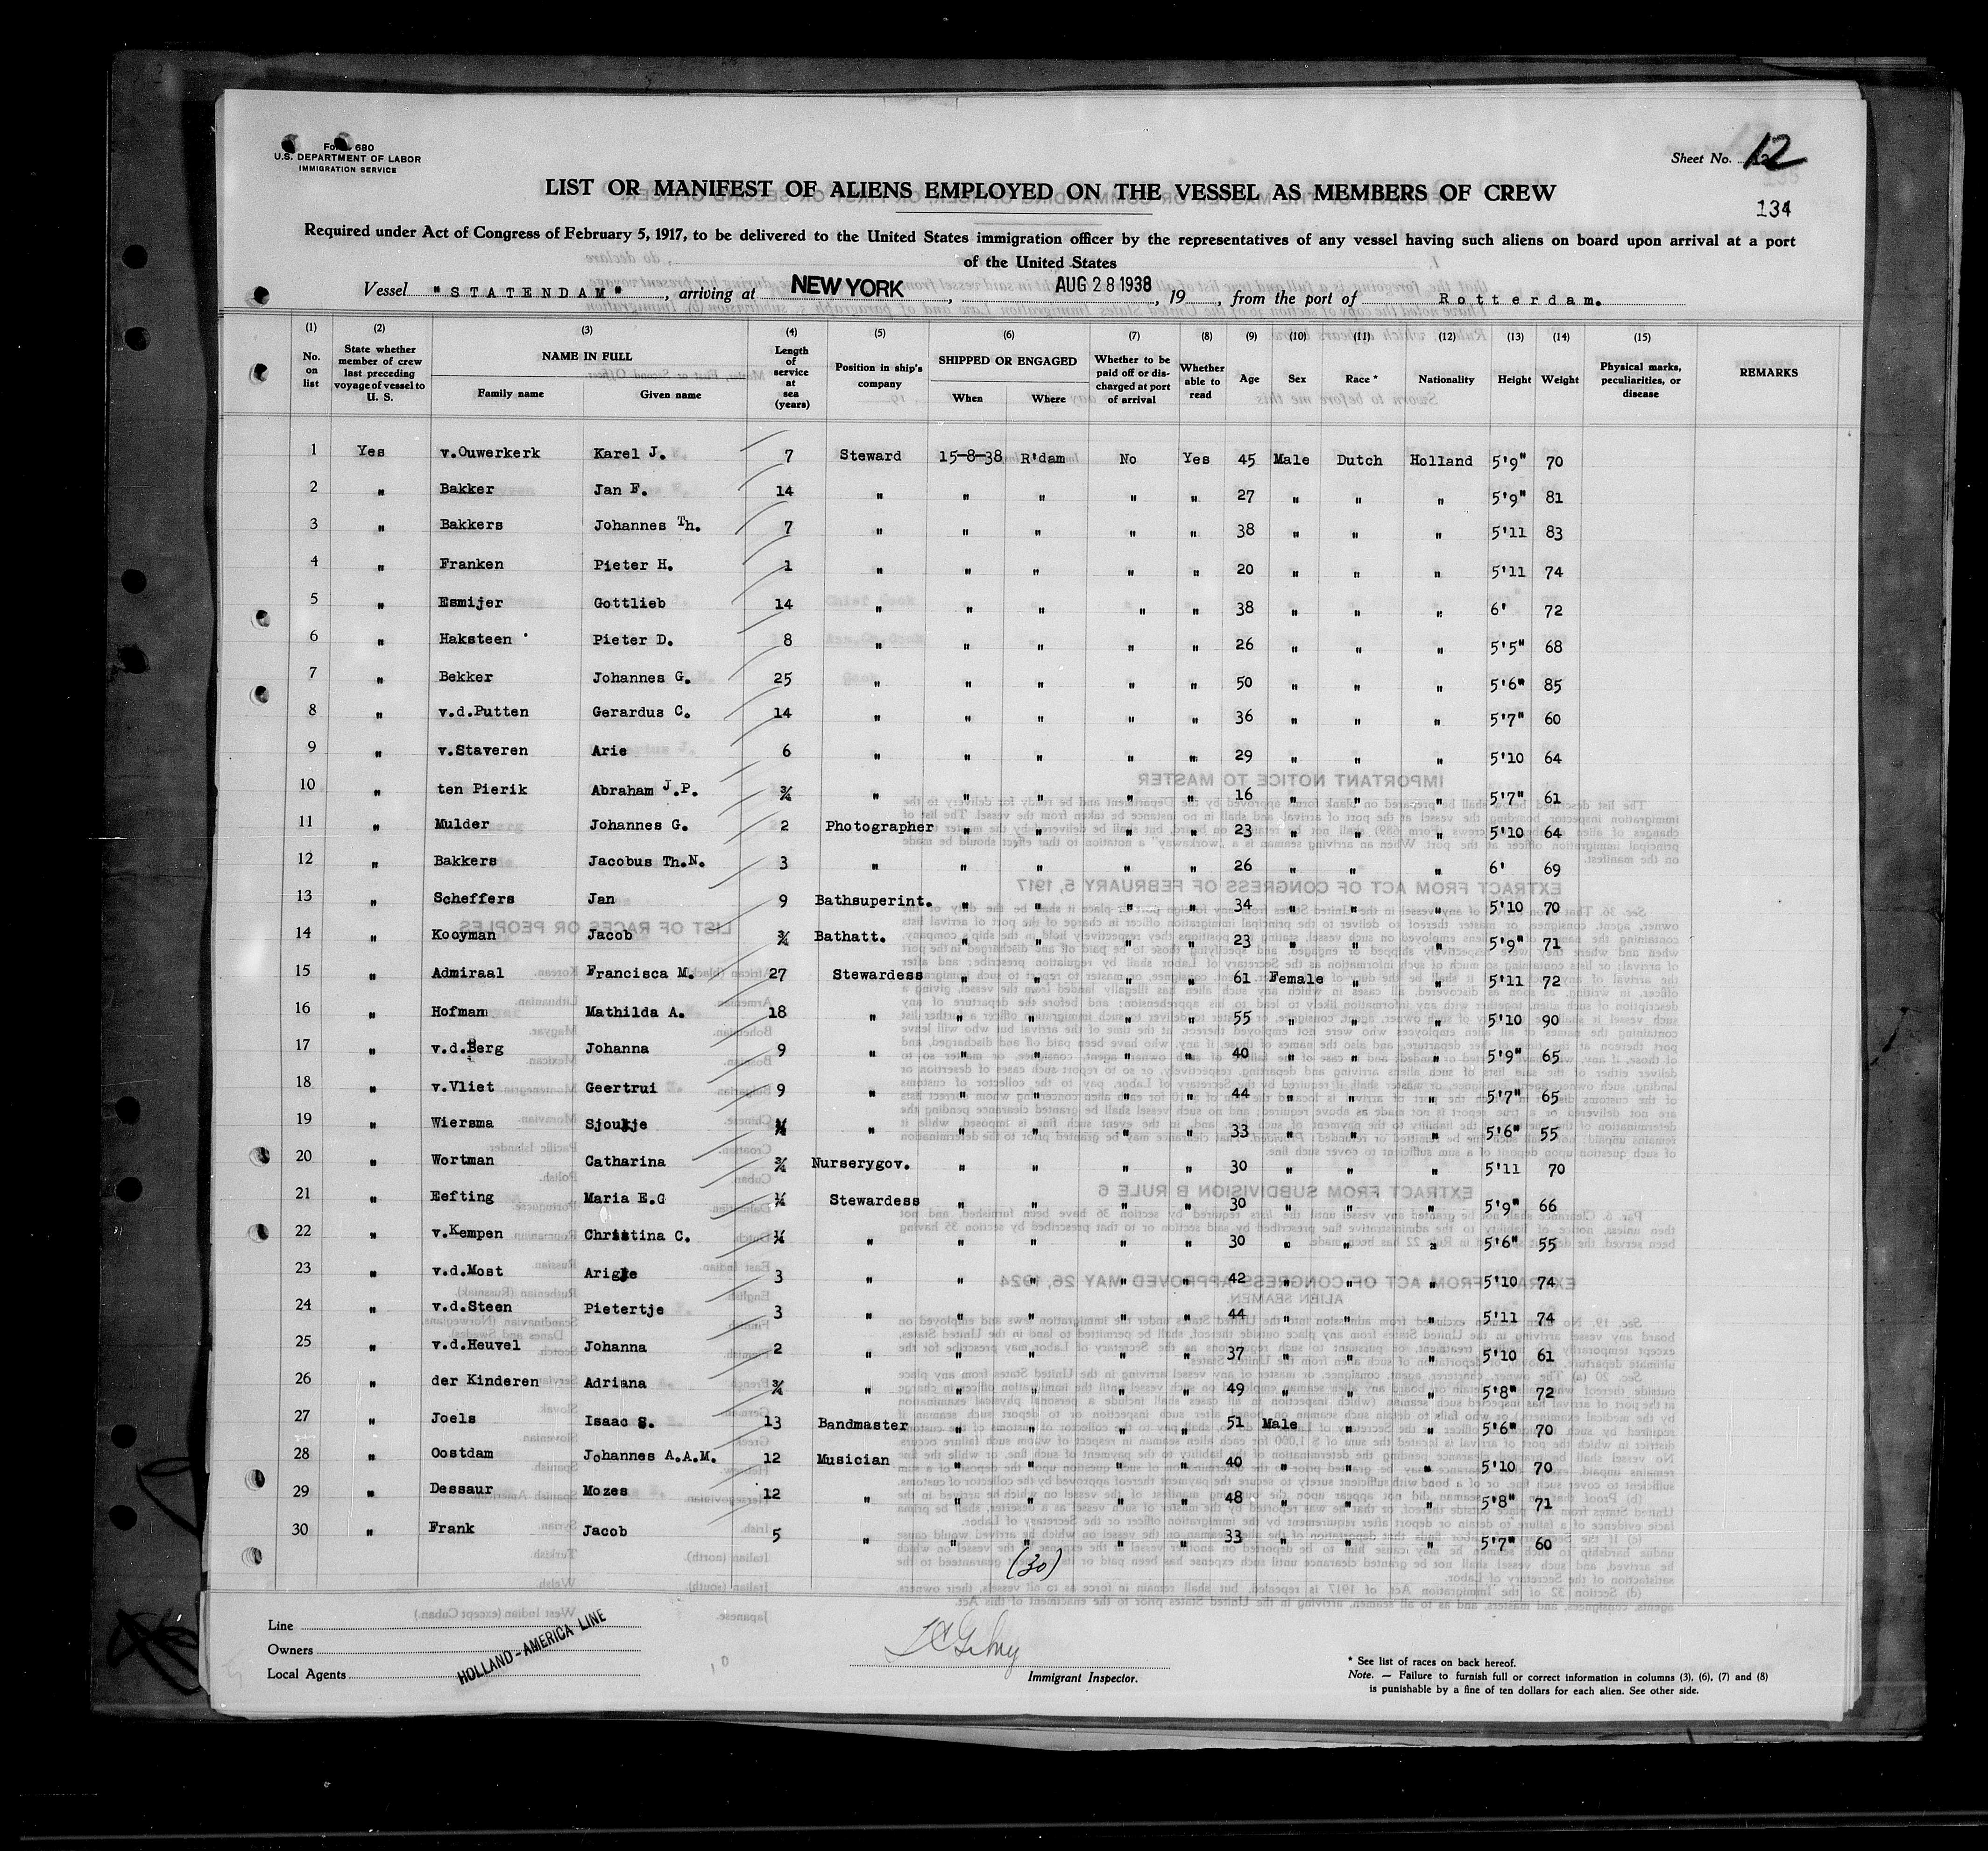 Form 680
U.S. DEPARTMENT OF LABOR
IMMIGRATION SERVICE
Sheet No. 12
LIST OR MANIFEST OF ALIENS EMPLOYED ON THE VESSEL AS MEMBERS OF CREW
134
Required under Act of Congress of February 5, 1917, to be delivered to the United States immigration officer by the representatives of any vessel having such aliens on board upon arrival at a port
of the United States
Vessel "STATENDAM", arriving at NEW YORK, AUG 28 1938, 19, from the port of Rotterdam.
(1) (2) (3) (4) (5) (6) (7) (8) (9) (10) (11) (12) (13) (14) (15)
No. on list
State whether member of crew last preceding voyage of vessel to U. S.
NAME IN FULL
Family name
Given name
Length of service at sea (years)
Position in ship's company
SHIPPED OR ENGAGED
When
Where
Whether to be paid off or discharged at port of arrival
Whether able to read
Age
Sex
Race *
Nationality
Height
Weight
Physical marks, peculiarities, or disease
REMARKS
1 Yes v.Ouwerkerk Karel J. 7 Steward 15-8-38 R'dam No Yes 45 Male Dutch Holland 5'9" 70
2 " Bakker Jan F. 14 " " " " " 27 " " " 5'9" 81
3 " Bakkers Johannes Th. 7 " " " " " 38 " " " 5'11 83
4 " Franken Pieter H. 1 " " " " " 20 " " " 5'11 74
5 " Esmijer Gottlieb 14 " " " " " 38 " " " 6' 72
6 " Haksteen Pieter D. 8 " " " " " 26 " " " 5'5" 68
7 " Bekker Johannes G. 25 " " " " " 50 " " " 5'6" 85
8 " v.d.Putten Gerardus C. 14 " " " " " 36 " " " 5'7" 60
9 " v.Staveren Arie 6 " " " " " 29 " " " 5'10 64
10 " ten Pierik Abraham J.P. ¾ " " " " " 16 " " " 5'7" 61
11 " Mulder Johannes G. 2 Photographer " " " " 23 " " " 5'10 64
12 " Bakkers Jacobus Th.N. 3 " " " " " 26 " " " 6' 69
13 " Scheffers Jan 9 Bathsuperint. " " " " 34 " " " 5'10 70
14 " Kooyman Jacob ¾ Bathatt. " " " " 23 " " " 5'9" 71
15 " Admiraal Francisca M. 27 Stewardess " " " " 61 Female " " 5'11 72
16 " Hofman Mathilda A. 18 " " " " " 55 " " " 5'10 90
17 " v.d.Berg Johanna 9 " " " " " 40 " " " 5'9" 65
18 " v.Vliet Geertrui 9 " " " " " 44 " " " 5'7" 65
19 " Wiersma Sjoukje " " " " " 33 " " " 5'6" 55
20 " Wortman Catharina ¾ Nurserygov. " " " " 30 " " " 5'11 70
21 " Eefting Maria E.G ¼ Stewardess " " " " 30 " " " 5'9" 66
22 " v.Kempen Christina C. ¼ " " " " " 30 " " " 5'6" 55
23 " v.d.Most 3 " " " " " 42 " " " 5'10 74
24 " v.d.Steen Pietertje 3 " " " " " 44 " " " 5'11 74
25 " v.d.Heuvel Johanna 2 " " " " " 37 " " " 5'10 61
26 " der Kinderen Adriana ¾ " " " " " 49 " " " 5'8" 72
27 " Joels Isaac S. 13 Bandmaster " " " " 51 Male " " 5'6" 70
28 " Oostdam Johannes A.A.M. 12 Musician " " " " 40 " " " 5'10 70
29 " Dessaur Mozes 12 " " " " " 48 " " " 5'8" 71
30 " Frank Jacob 5 " " " " " 33 " " " 5'7" 60
(30)
Line
Owners
Local Agents
HOLLAND-AMERICA LINE
Immigrant Inspector.
* See list of races on back hereof.
Note. — Failure to furnish full or correct information in columns (3), (6), (7) and (8)
is punishable by a fine of ten dollars for each alien. See other side.